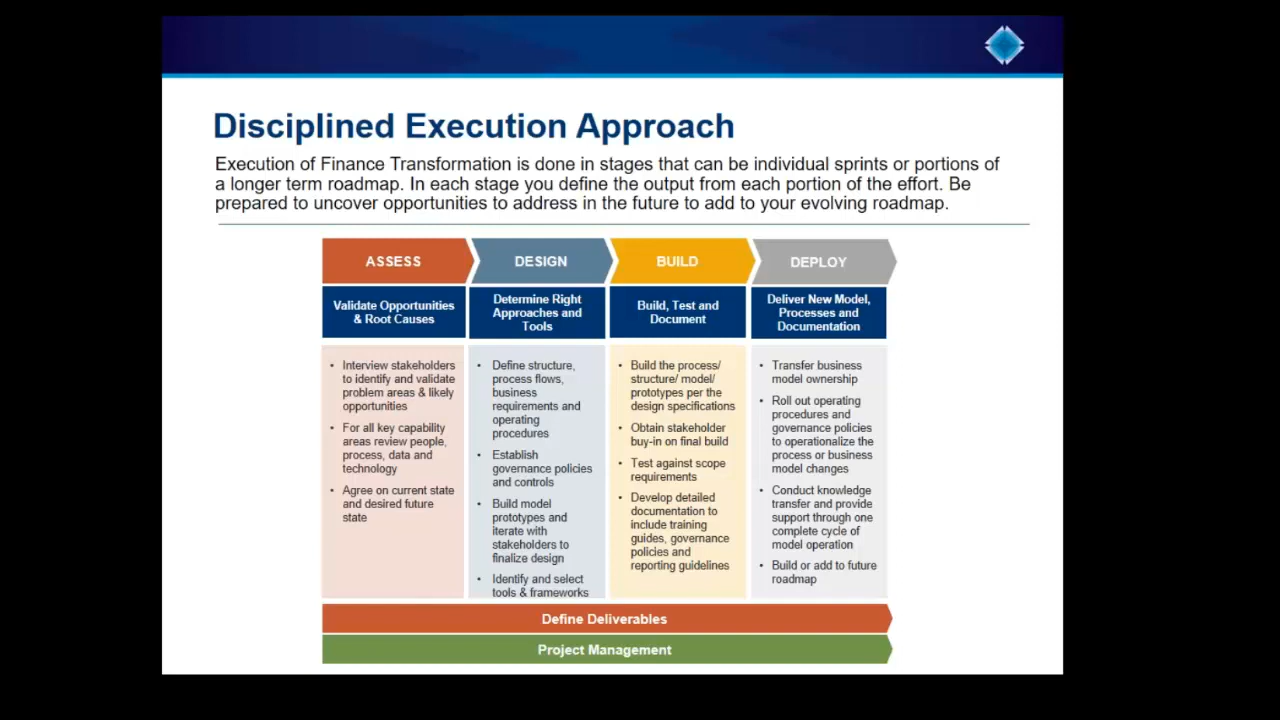 Disciplined Execution Approach
Execution of Finance Transformation is done in stages that can be individual sprints or portions of
a longer term roadmap. In each stage you define the output from each portion of the effort. Be
prepared to uncover opportunities to address in the future to add to your evolving roadmap.
ASSESS
DESIGN
BUILD
DEPLOY
Validate Opportunities
& Root Causes
Determine Right
Approaches and
Tools
Build, Test and
Document
Deliver New Model,
Processes and
Documentation
• Interview stakeholders
to identify and validate
problem areas & likely
opportunities
• For all key capability
areas review people,
process, data and
technology
• Agree on current state
and desired future
state
• Define structure,
process flows,
business
requirements and
operating
procedures
• Establish
governance policies
and controls
• Build model
prototypes and
iterate with
stakeholders to
finalize design
• Identify and select
tools & frameworks
• Build the process/
structure/ model/
prototypes per the
design specifications
• Obtain stakeholder
buy-in on final build
• Test against scope
requirements
• Develop detailed
documentation to
include training
guides, governance
policies and
reporting guidelines
• Transfer business
model ownership
• Roll out operating
procedures and
governance policies
to operationalize the
process or business
model changes
• Conduct knowledge
transfer and provide
support through one
complete cycle of
model operation
• Build or add to future
roadmap
Define Deliverables
Project Management